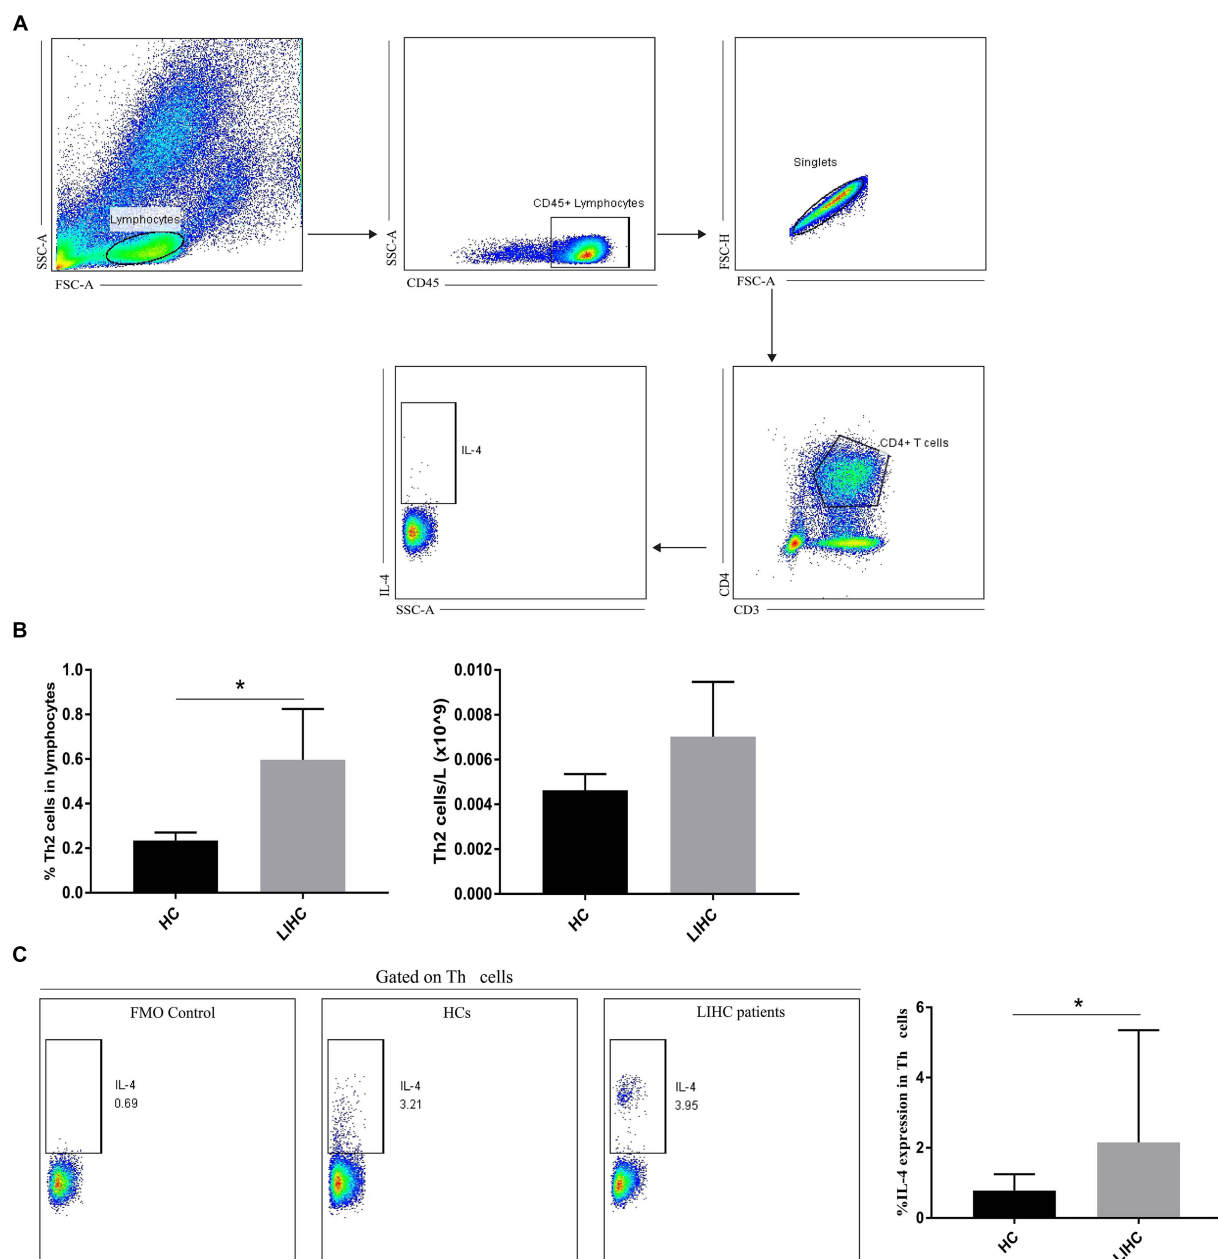 A
SSC-A
Lymphocytes
FSC-A
SSC-A
CD45+ Lymphocytes
CD45
FSC-H
Singlets
FSC-A
IL-4
IL-4
SSC-A
CD4
CD4+ T cells
CD3
B
% Th2 cells in lymphocytes
1.0
0.8
0.6
0.4
0.2
0.0
*
HC
LIHC
Th2 cells/L (x10^9)
0.010
0.008
0.006
0.004
0.002
0.000
HC
LIHC
C
Gated on Th cells
FMO Control
IL-4
0.69
HCs
IL-4
3.21
LIHC patients
IL-4
3.95
%IL-4 expression in Th cells
6
4
2
0
*
HC
LIHC